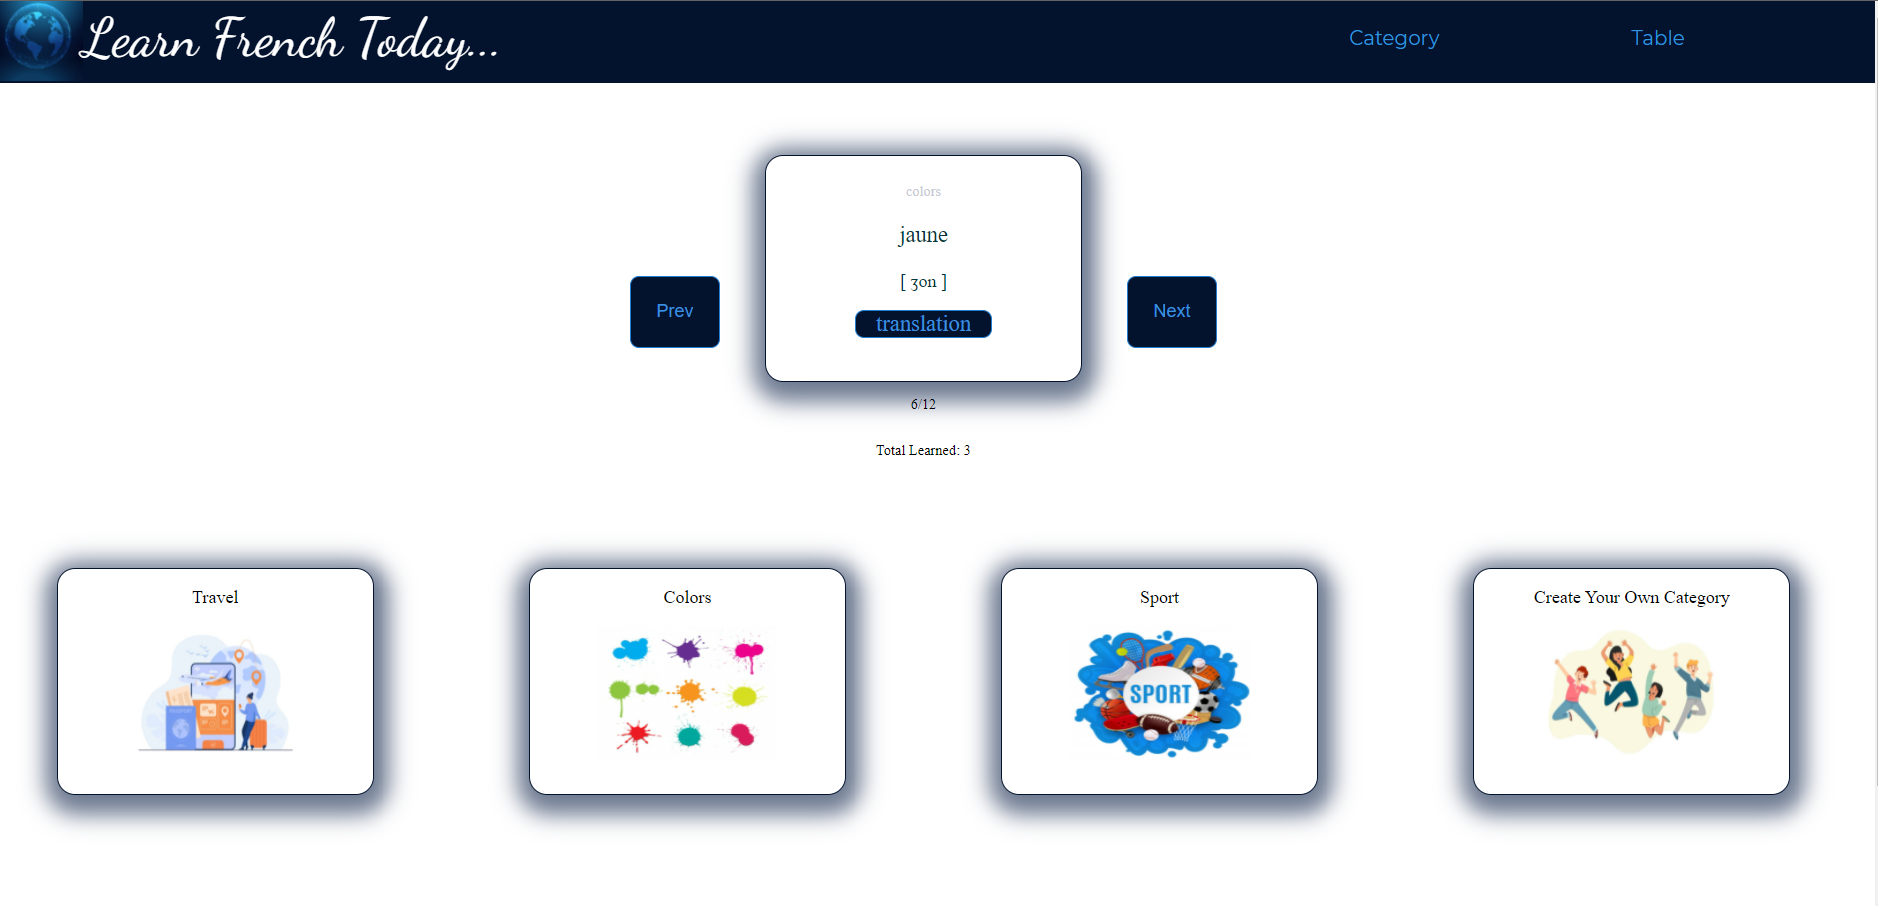 Learn French Today...
Category
Table
colors
jaune
[ ʒon ]
Prev
translation
Next
6/12
Total Learned: 3
Travel
Colors
Sport
Create Your Own Category
SPORT